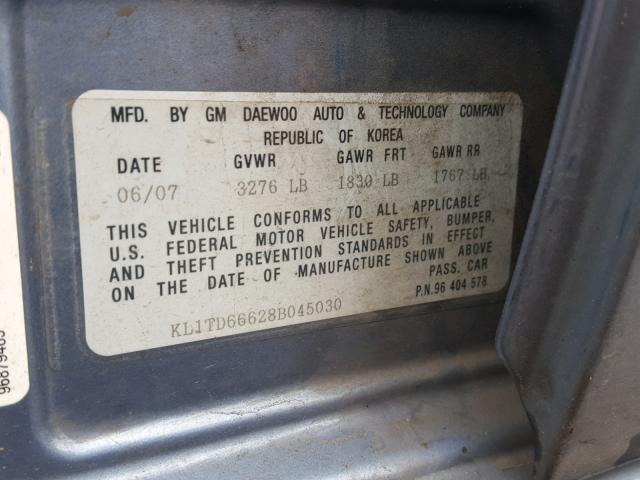 MFD. BY GM DAEWOO AUTO & TECHNOLOGY COMPANY
REPUBLIC OF KOREA
DATE GVWR GAWR FRT GAWR RR
06/07 3276 LB 1830 LB 1767 LB
THIS VEHICLE CONFORMS TO ALL APPLICABLE
U.S. FEDERAL MOTOR VEHICLE SAFETY, BUMPER,
AND THEFT PREVENTION STANDARDS IN EFFECT
ON THE DATE OF MANUFACTURE SHOWN ABOVE
PASS. CAR
P.N.96 404 578
KL1TD66628B045030